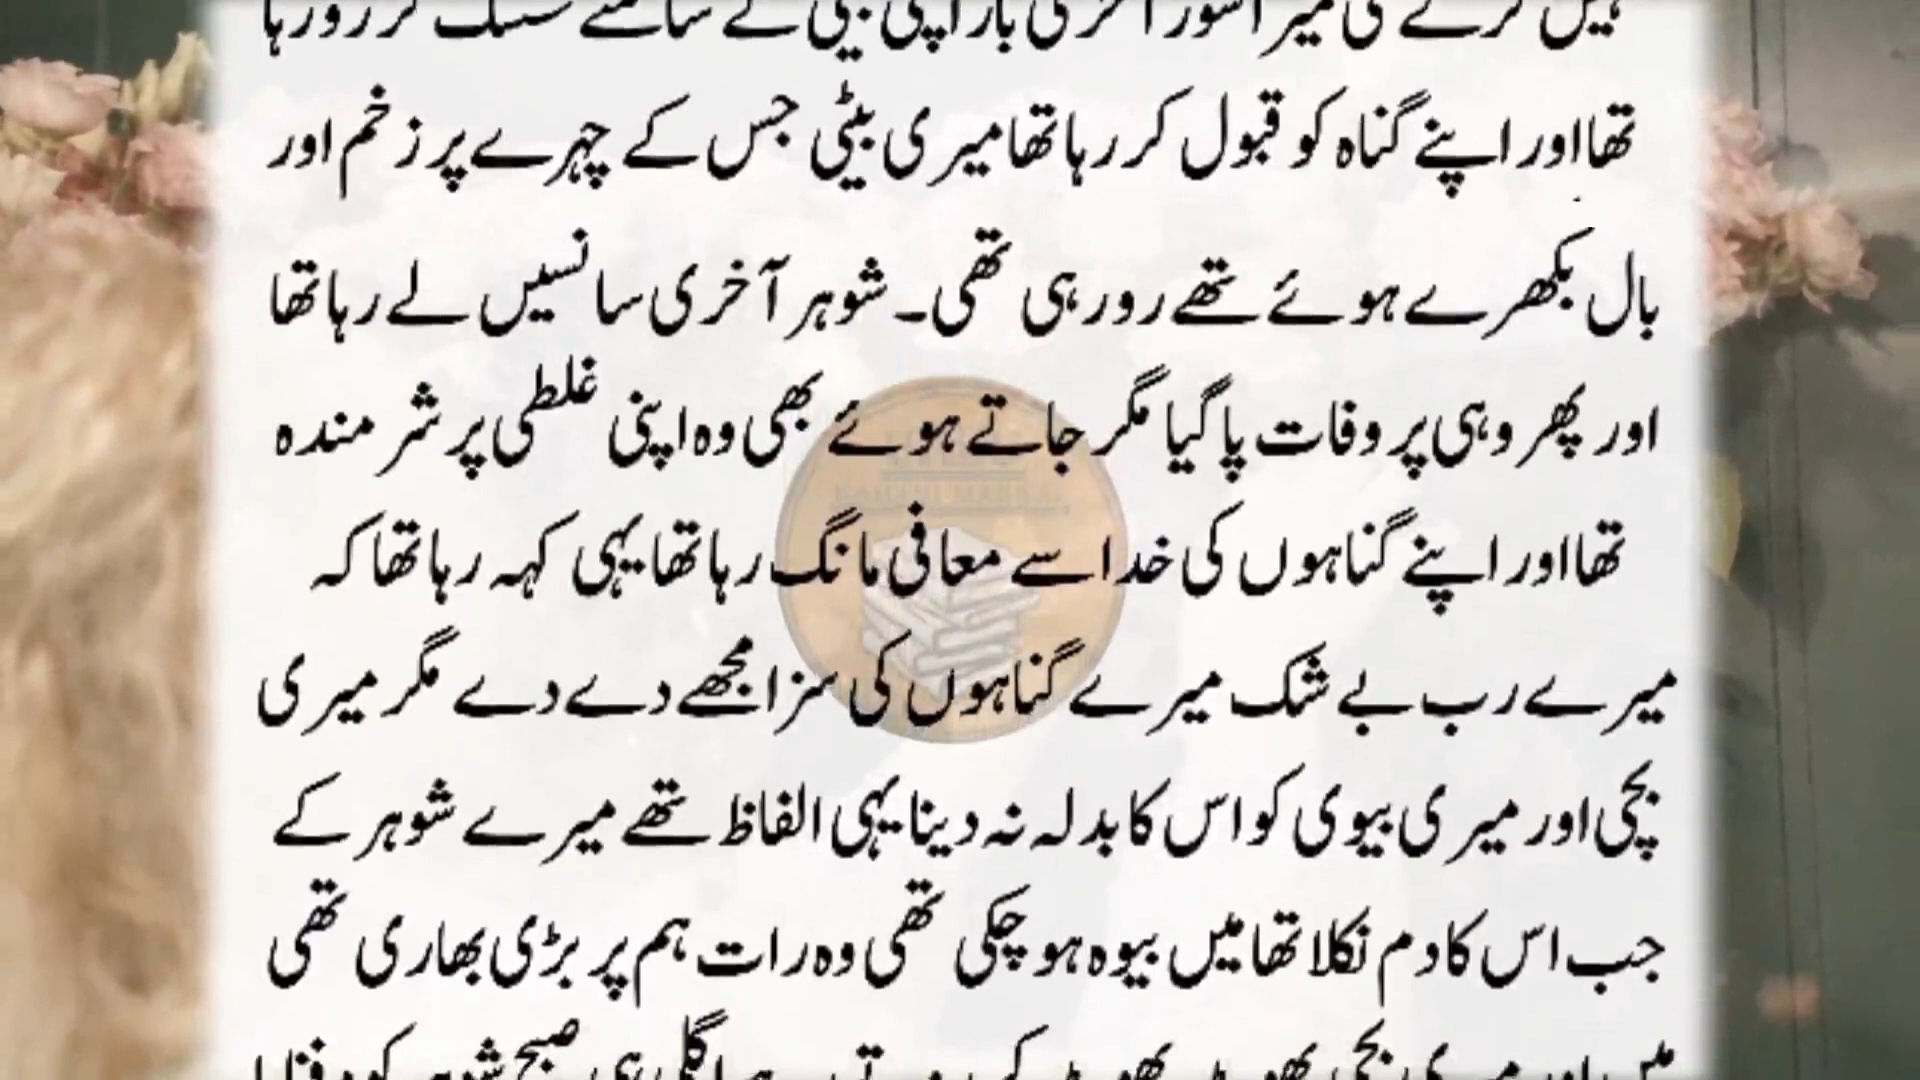 تھا اور اپنے گناہ کو قبول کر رہا تھا میری بیٹی جس کے چہرے پر زخم اور
بال بکھرے ہوئے تھے رو رہی تھی۔ شوہر آخری سانسیں لے رہا تھا
اور پھر وہی پر وفات پا گیا مگر جاتے ہوئے بھی وہ اپنی غلطی پر شرمندہ
تھا اور اپنے گناہوں کی خدا سے معافی مانگ رہا تھا یہی کہہ رہا تھا کہ
میرے رب بے شک میرے گناہوں کی سزا مجھے دے دے مگر میری
بچی اور میری بیوی کو اس کا بدلہ نہ دینا یہی الفاظ تھے میرے شوہر کے
جب اس کا دم نکلا تھا میں بیوہ ہو چکی تھی وہ رات ہم پر بڑی بھاری تھی